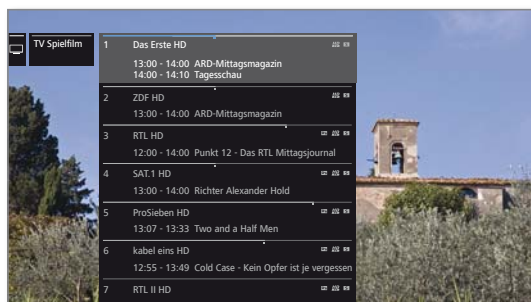 TV Spielfilm
1 Das Erste HD
13:00 - 14:00 ARD-Mittagsmagazin
14:00 - 14:10 Tagesschau
2 ZDF HD
13:00 - 14:00 ARD-Mittagsmagazin
3 RTL HD
12:00 - 14:00 Punkt 12 - Das RTL Mittagsjournal
4 SAT.1 HD
13:00 - 14:00 Richter Alexander Hold
5 ProSieben HD
13:07 - 13:33 Two and a Half Men
6 kabel eins HD
12:55 - 13:49 Cold Case - Kein Opfer ist je vergessen
7 RTL II HD